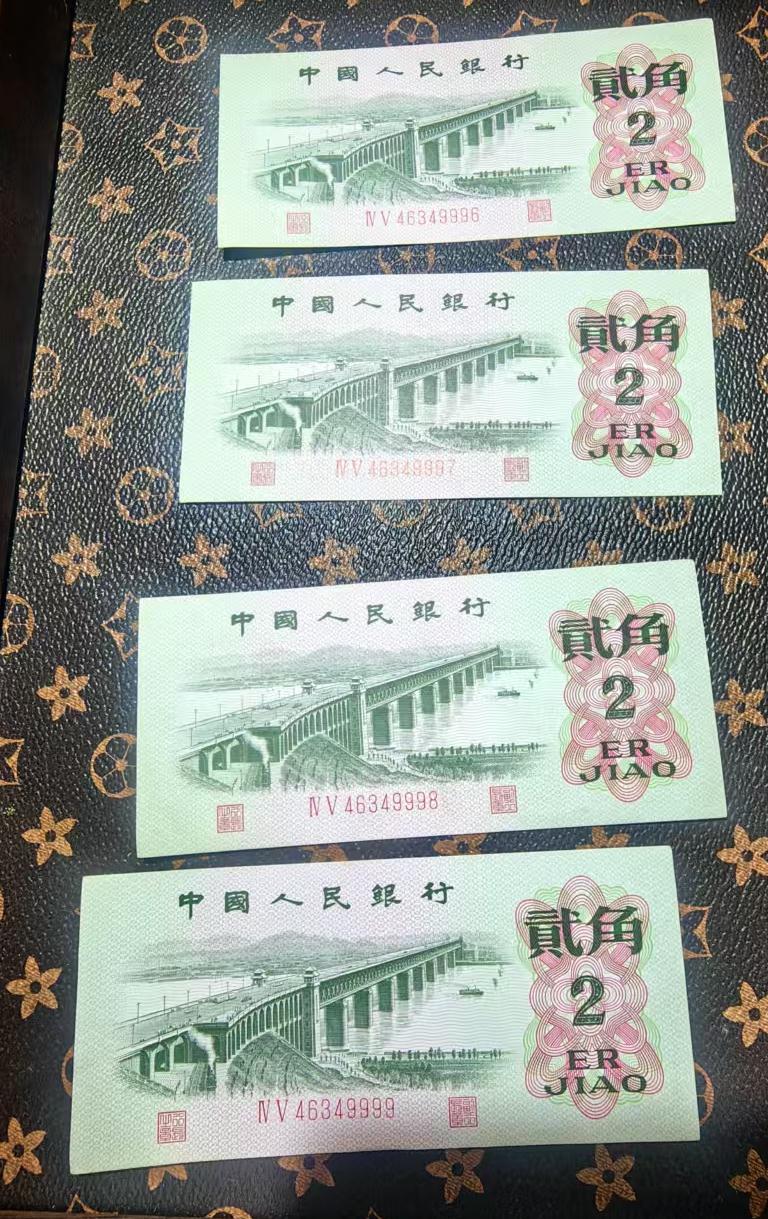 中國人民銀行
貳角
2
ER
JIAO
ⅣⅤ46349996
中國人民銀行
貳角
2
ER
JIAO
ⅣⅤ46349997
中國人民銀行
貳角
2
ER
JIAO
ⅣⅤ46349998
中國人民銀行
貳角
2
ER
JIAO
ⅣⅤ46349999